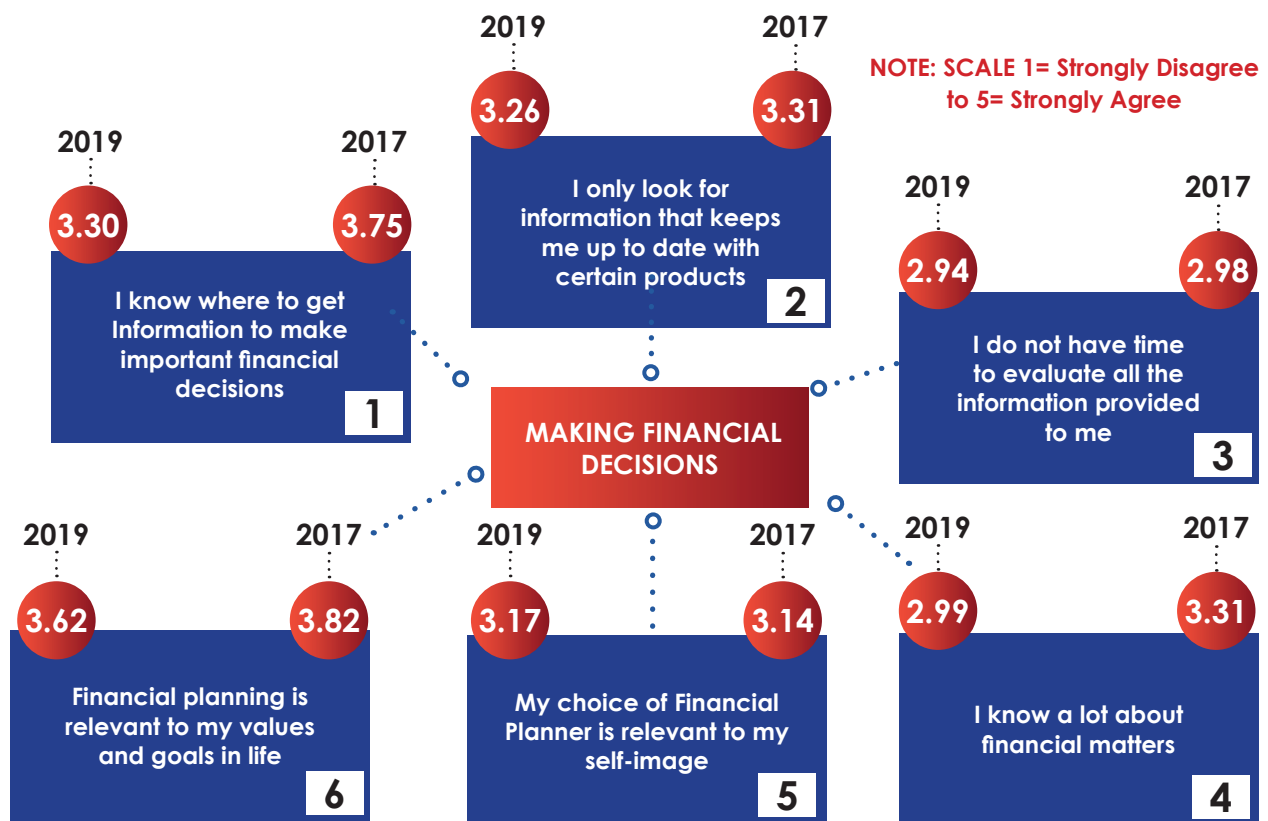 NOTE: SCALE 1= Strongly Disagree
to 5= Strongly Agree
2019 2017
3.30 3.75
I know where to get
Information to make
important financial
decisions
1
2019 2017
3.26 3.31
I only look for
information that keeps
me up to date with
certain products
2
2019 2017
2.94 2.98
I do not have time
to evaluate all the
information provided
to me
3
MAKING FINANCIAL
DECISIONS
2019 2017
3.62 3.82
Financial planning is
relevant to my values
and goals in life
6
2019 2017
3.17 3.14
My choice of Financial
Planner is relevant to my
self-image
5
2019 2017
2.99 3.31
I know a lot about
financial matters
4